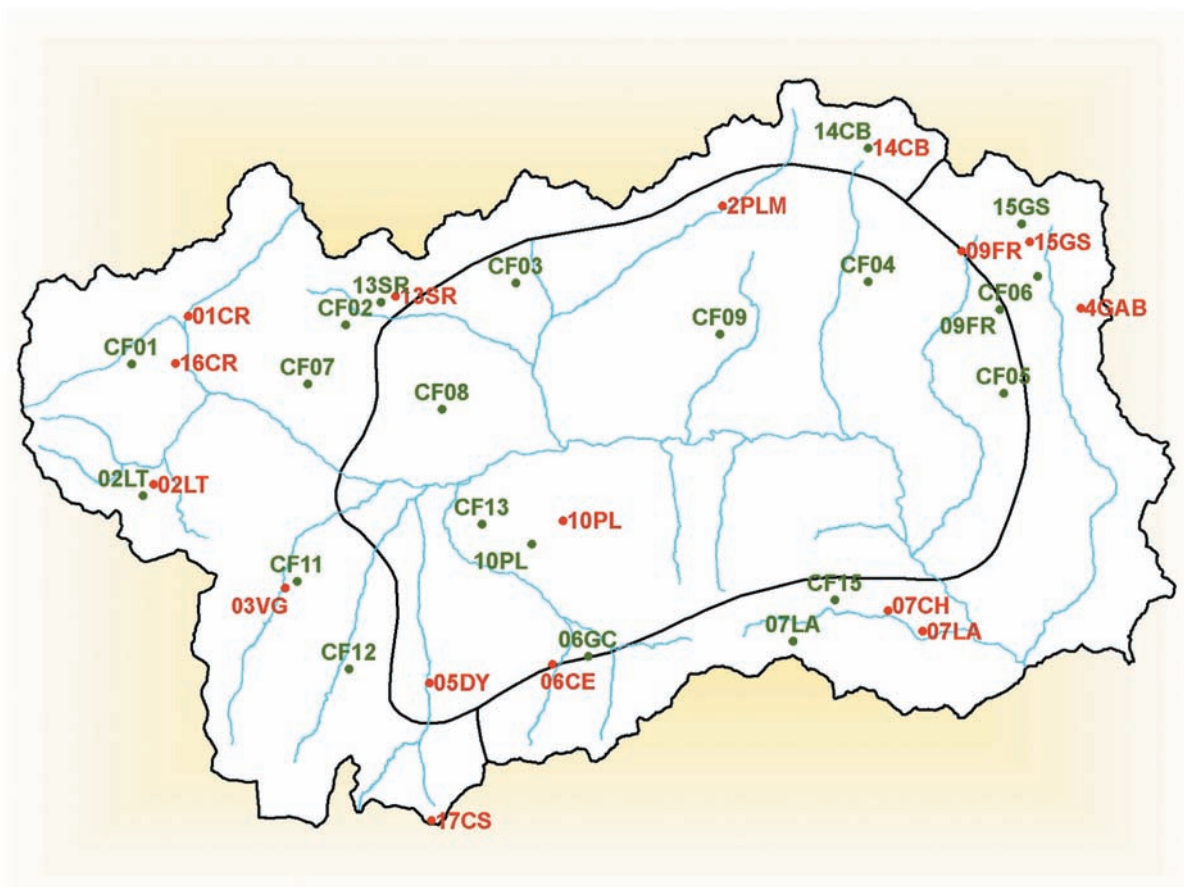 14CB
14CB
2PLM
15GS
15GS
09FR
CF03
CF04
13SR
13SR
CF02
CF06
4GAB
01CR
CF09
09FR
CF01
16CR
CF07
CF05
CF08
02LT
02LT
CF13
10PL
10PL
CF11
03VG
CF15
07CH
07LA
07LA
06GC
CF12
06CE
05DY
17CS